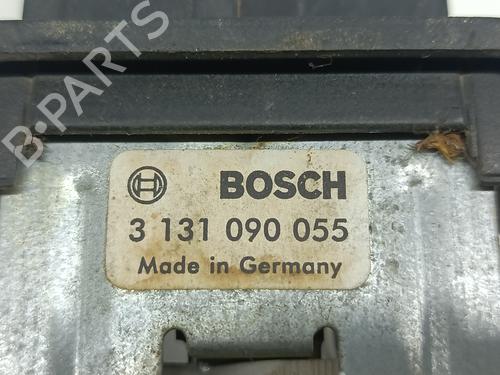 B-PARTS
BOSCH
3 131 090 055
Made in Germany